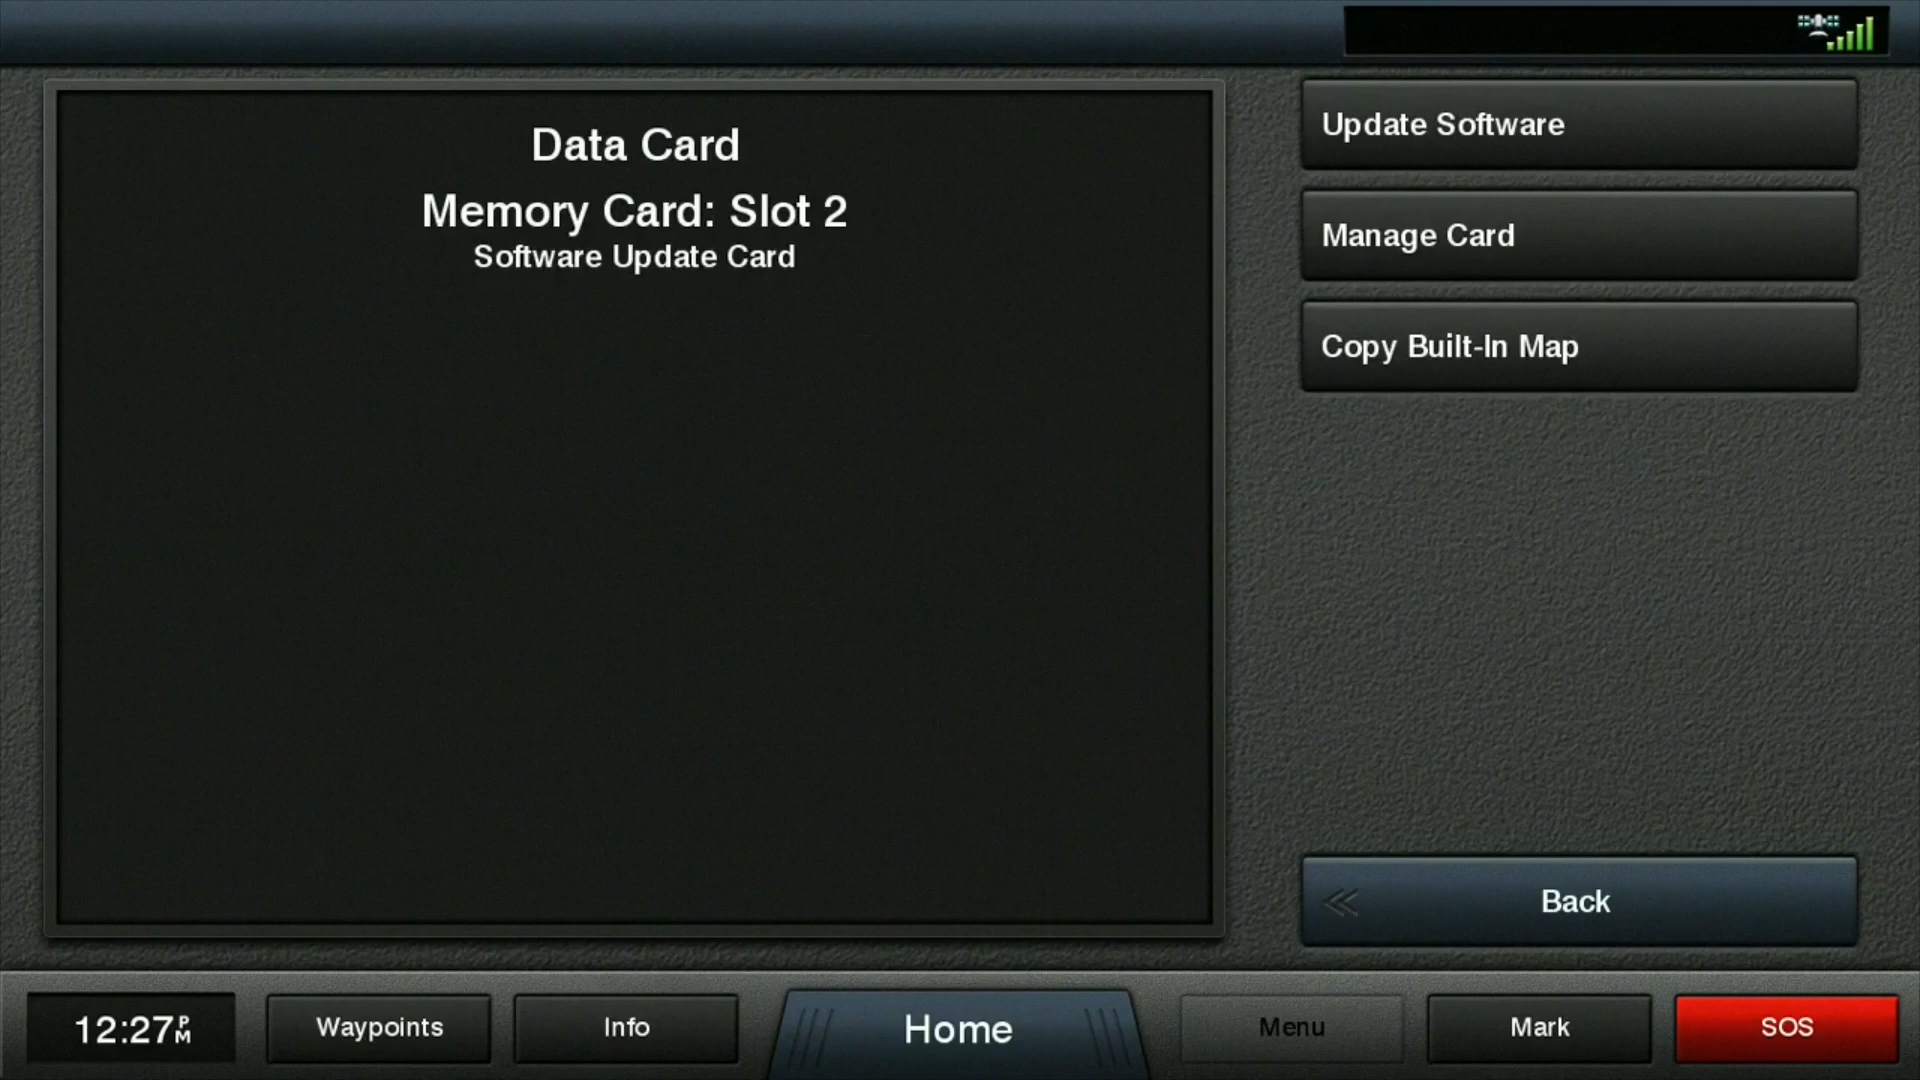 Data Card
Memory Card: Slot 2
Software Update Card
Update Software
Manage Card
Copy Built-In Map
Back
12:27PM
Waypoints
Info
Home
Menu
Mark
SOS